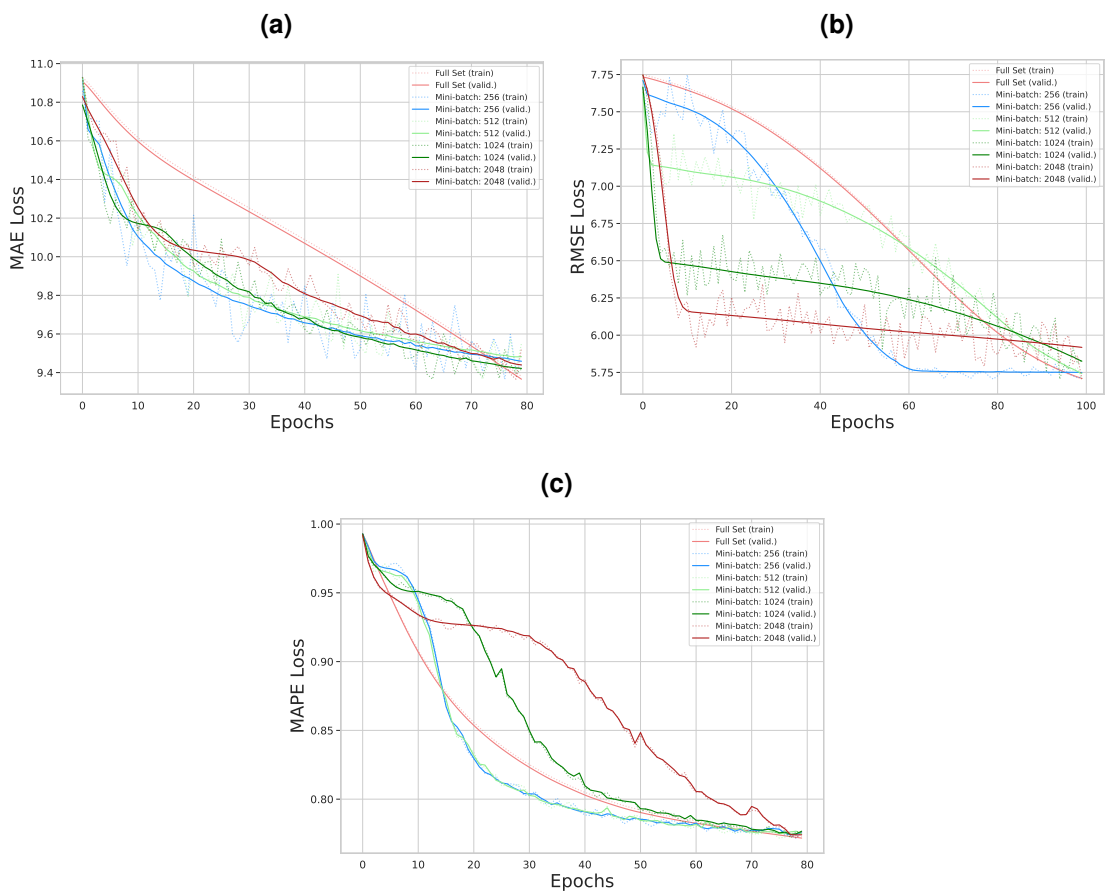 (a)
11.0
10.8
10.6
10.4
10.2
10.0
9.8
9.6
9.4
MAE Loss
0 10 20 30 40 50 60 70 80
Epochs
Full Set (train)
Full Set (valid.)
Mini-batch: 256 (train)
Mini-batch: 256 (valid.)
Mini-batch: 512 (train)
Mini-batch: 512 (valid.)
Mini-batch: 1024 (train)
Mini-batch: 1024 (valid.)
Mini-batch: 2048 (train)
Mini-batch: 2048 (valid.)
(b)
7.75
7.50
7.25
7.00
6.75
6.50
6.25
6.00
5.75
RMSE Loss
0 20 40 60 80 100
Epochs
Full Set (train)
Full Set (valid.)
Mini-batch: 256 (train)
Mini-batch: 256 (valid.)
Mini-batch: 512 (train)
Mini-batch: 512 (valid.)
Mini-batch: 1024 (train)
Mini-batch: 1024 (valid.)
Mini-batch: 2048 (train)
Mini-batch: 2048 (valid.)
(c)
1.00
0.95
0.90
0.85
0.80
MAPE Loss
0 10 20 30 40 50 60 70 80
Epochs
Full Set (train)
Full Set (valid.)
Mini-batch: 256 (train)
Mini-batch: 256 (valid.)
Mini-batch: 512 (train)
Mini-batch: 512 (valid.)
Mini-batch: 1024 (train)
Mini-batch: 1024 (valid.)
Mini-batch: 2048 (train)
Mini-batch: 2048 (valid.)